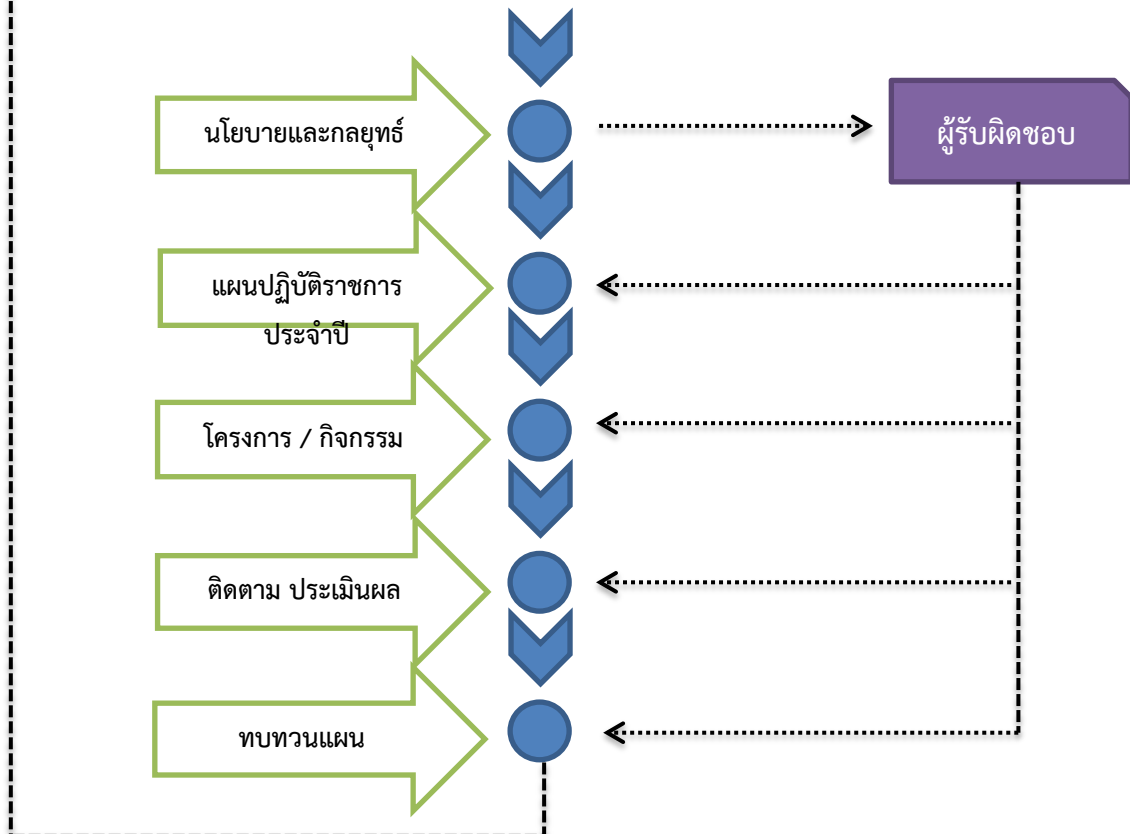 นโยบายและกลยุทธ์
ผู้รับผิดชอบ
แผนปฏิบัติราชการ
ประจำปี
โครงการ / กิจกรรม
ติดตาม ประเมินผล
ทบทวนแผน